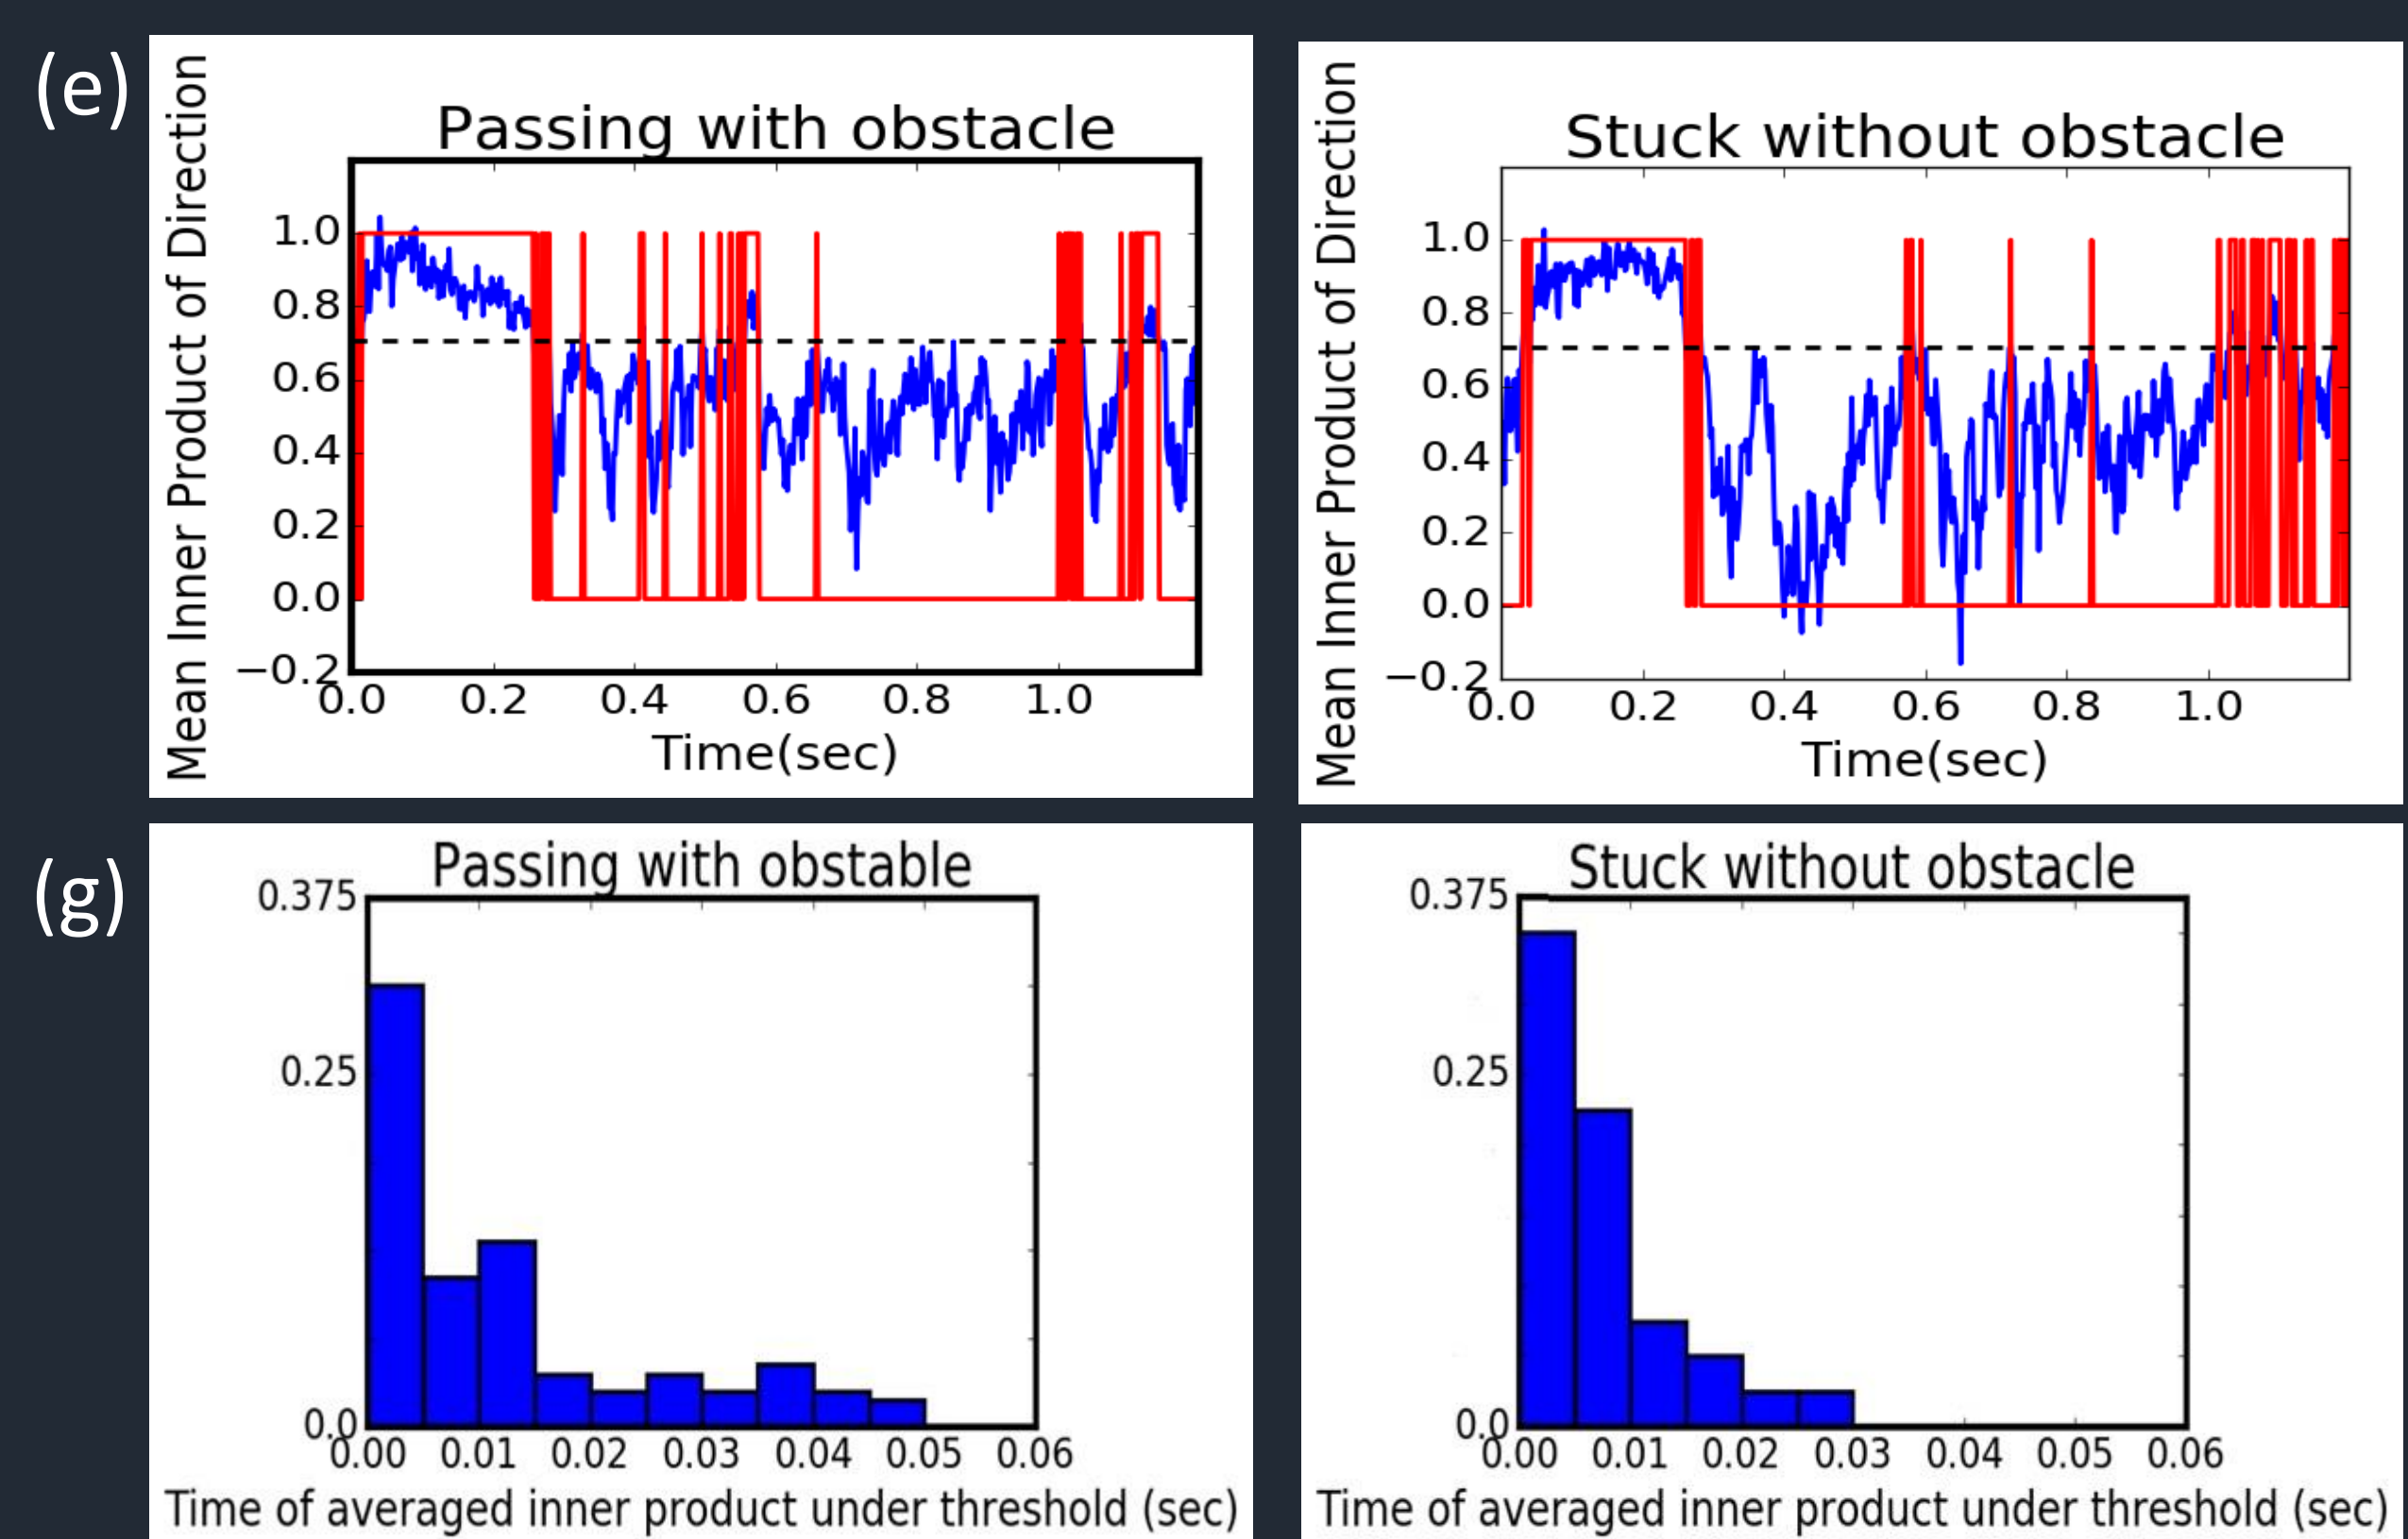 (e)
Passing with obstacle
Mean Inner Product of Direction
1.0
0.8
0.6
0.4
0.2
0.0
−0.2
0.0 0.2 0.4 0.6 0.8 1.0
Time(sec)
Stuck without obstacle
Mean Inner Product of Direction
1.0
0.8
0.6
0.4
0.2
0.0
−0.2
0.0 0.2 0.4 0.6 0.8 1.0
Time(sec)
(g)
Passing with obstable
0.375
0.25
0.0
0.00 0.01 0.02 0.03 0.04 0.05 0.06
Time of averaged inner product under threshold (sec)
Stuck without obstacle
0.375
0.25
0.0
0.00 0.01 0.02 0.03 0.04 0.05 0.06
Time of averaged inner product under threshold (sec)